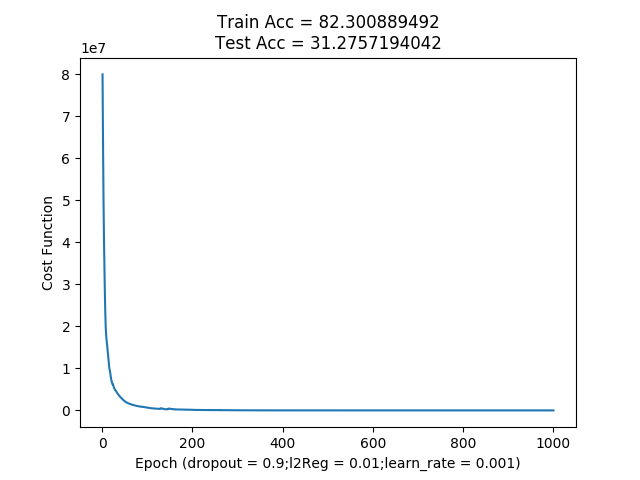 Train Acc = 82.300889492
Test Acc = 31.2757194042
1e7
8
7
6
5
4
3
2
1
0
Cost Function
0 200 400 600 800 1000
Epoch (dropout = 0.9;l2Reg = 0.01;learn_rate = 0.001)